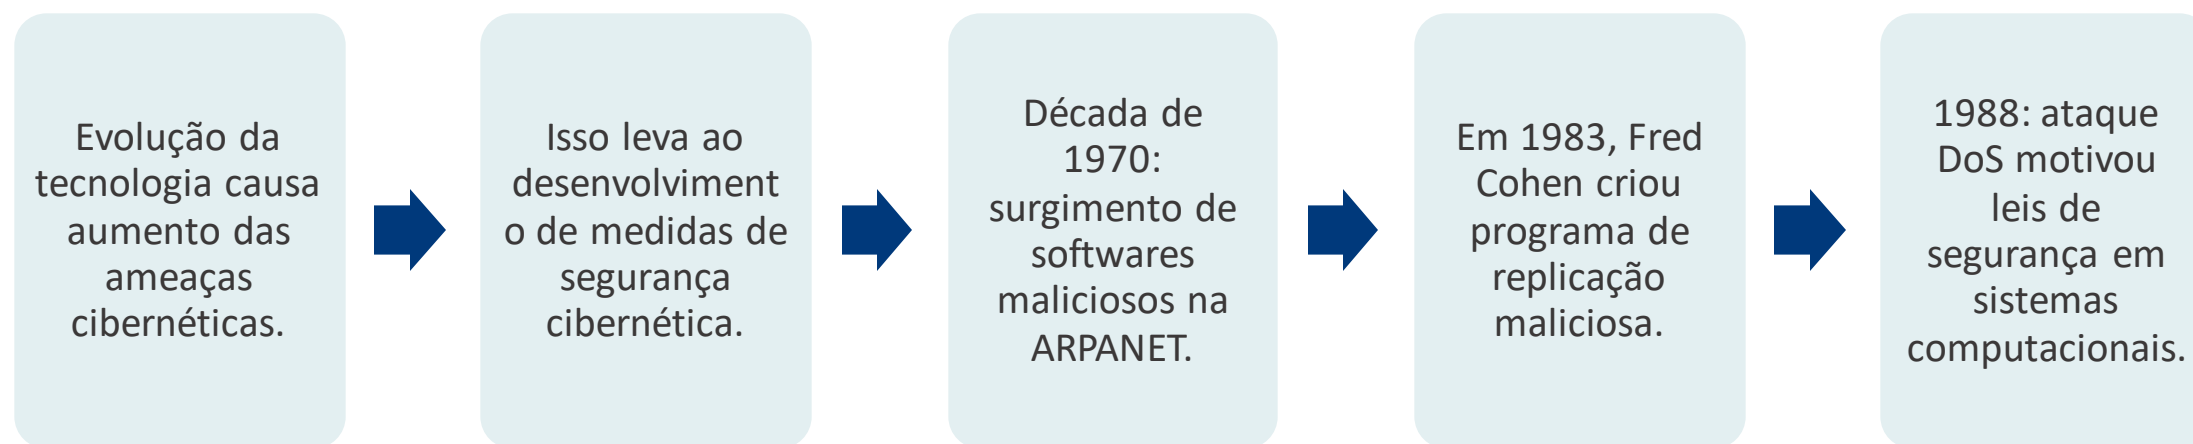 Evolução da
tecnologia causa
aumento das
ameaças
cibernéticas.
Isso leva ao
desenvolviment
o de medidas de
segurança
cibernética.
Década de
1970:
surgimento de
softwares
maliciosos na
ARPANET.
Em 1983, Fred
Cohen criou
programa de
replicação
maliciosa.
1988: ataque
DoS motivou
leis de
segurança em
sistemas
computacionais.